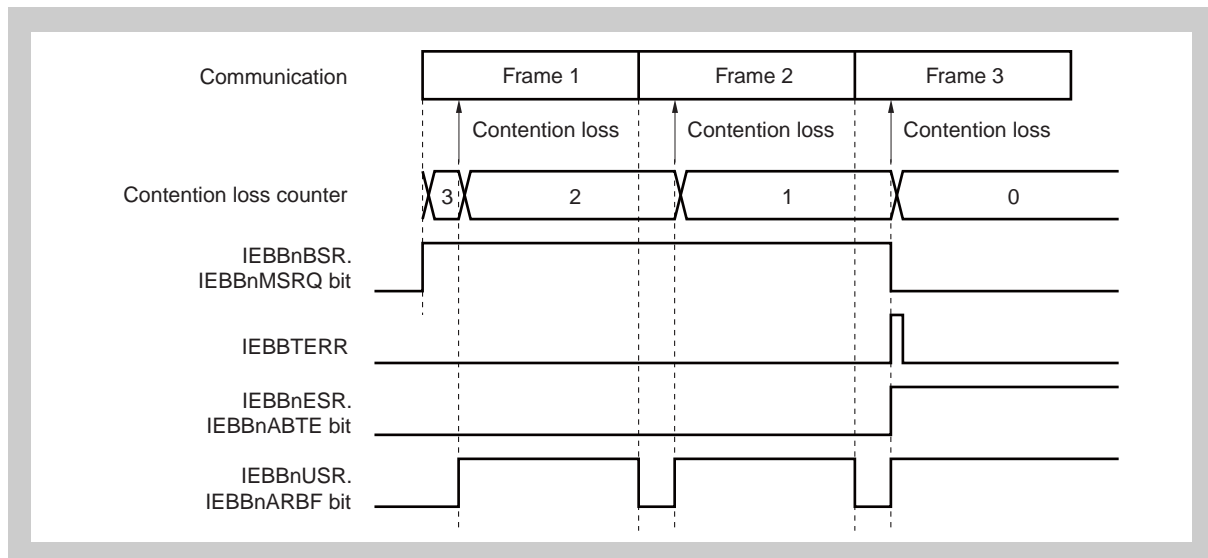 Communication
Frame 1 Frame 2 Frame 3
Contention loss Contention loss Contention loss
Contention loss counter
3 2 1 0
IEBBnBSR.
IEBBnMSRQ bit
IEBBTERR
IEBBnESR.
IEBBnABTE bit
IEBBnUSR.
IEBBnARBF bit